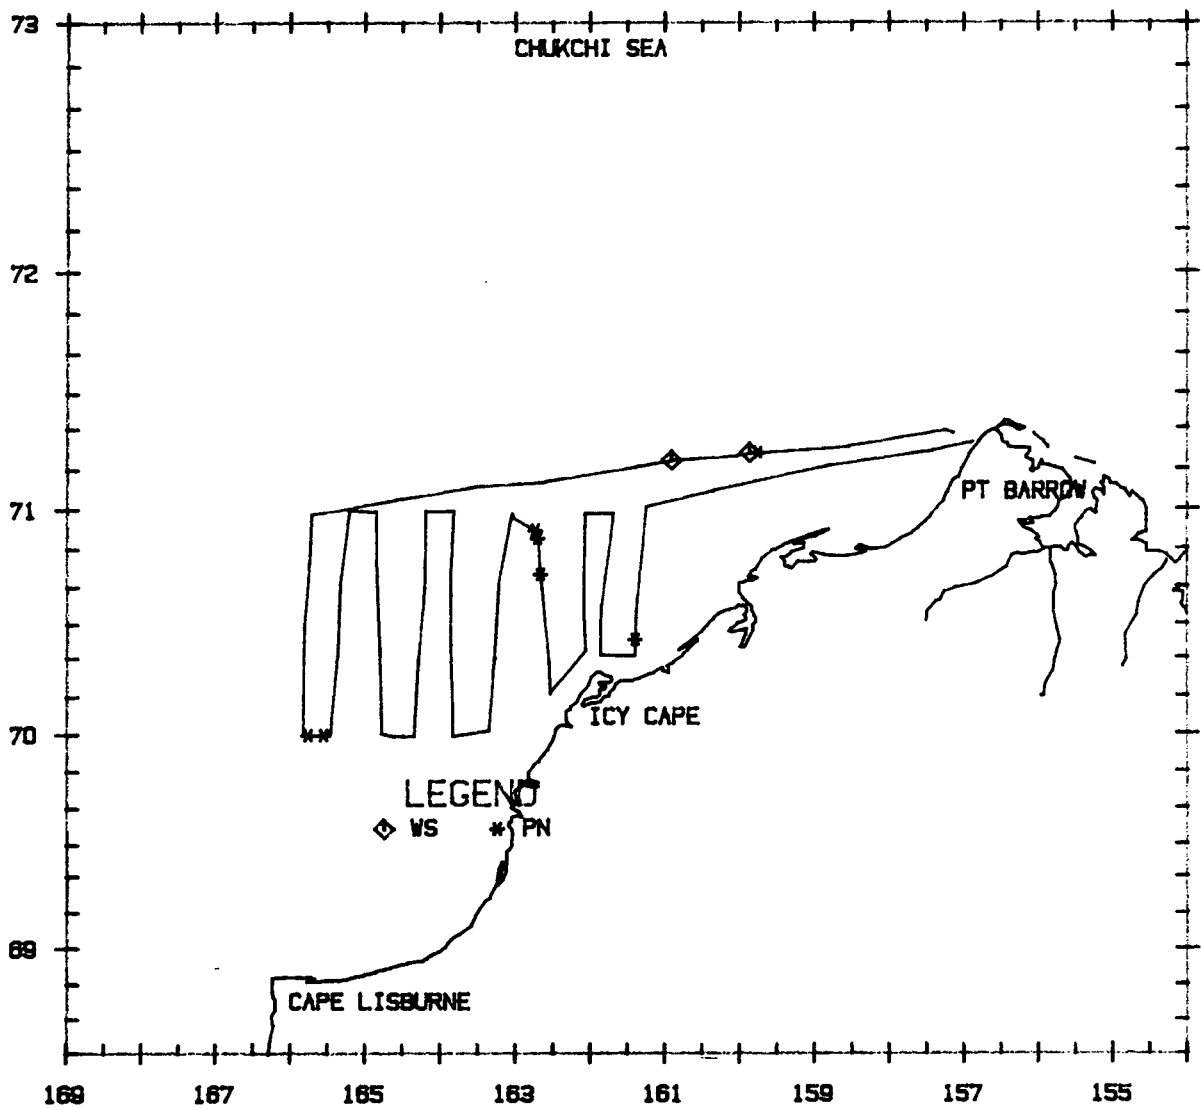 73
CHUKCHI SEA
72
71
PT BARROW
ICY CAPE
70
LEGEND
WS PN
69
CAPE LISBURNE
169 167 165 163 161 159 157 155